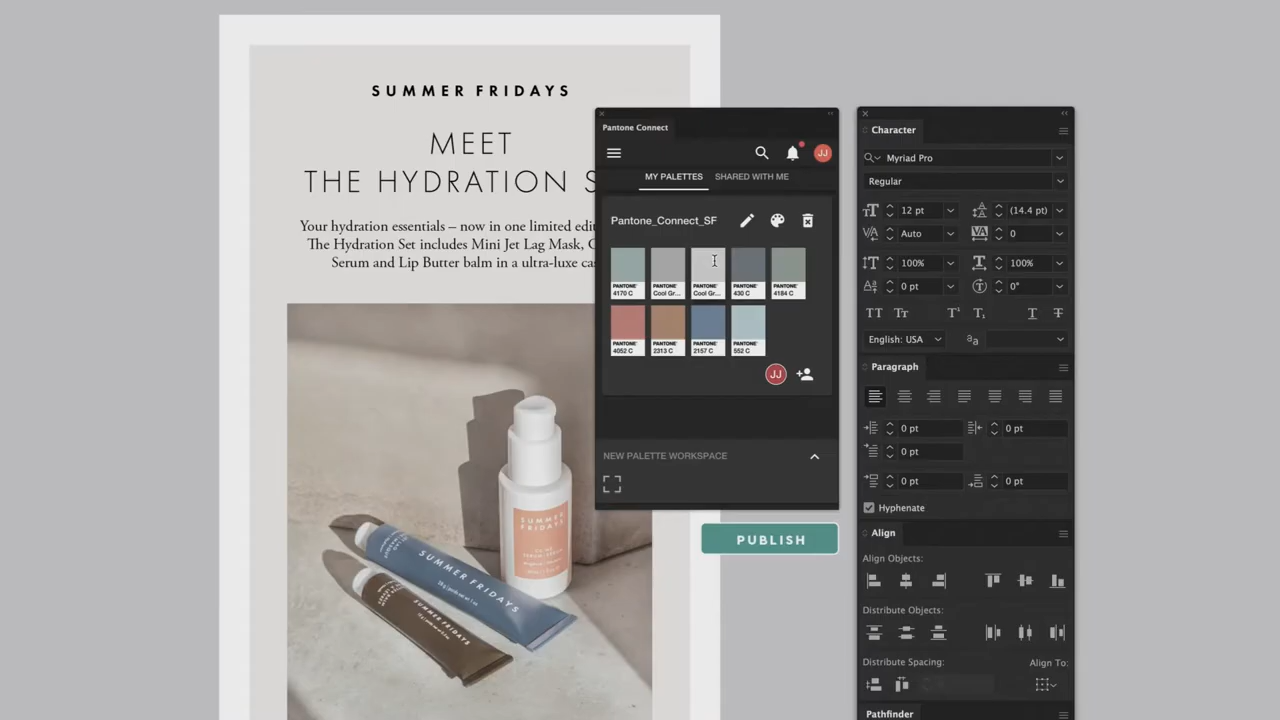 SUMMER FRIDAYS
MEET
THE HYDRATION S
Your hydration essentials – now in one limited edi
The Hydration Set includes Mini Jet Lag Mask, C
Serum and Lip Butter balm in a ultra-luxe ca
SUMMER
FRIDAYS
SUMMER FRIDAYS
SUMMER FRIDAYS
Pantone Connect
JJ
MY PALETTES SHARED WITH ME
Pantone_Connect_SF
PANTONE PANTONE PANTONE PANTONE PANTONE
4170 C Cool Gr... Cool Gr... 430 C 4184 C
PANTONE PANTONE PANTONE PANTONE
4052 C 2313 C 2157 C 552 C
JJ
NEW PALETTE WORKSPACE
PUBLISH
Character
Myriad Pro
Regular
12 pt (14.4 pt)
Auto 0
100% 100%
0 pt 0°
English: USA
Paragraph
0 pt 0 pt
0 pt
0 pt 0 pt
Hyphenate
Align
Align Objects:
Distribute Objects:
Distribute Spacing: Align To:
Pathfinder